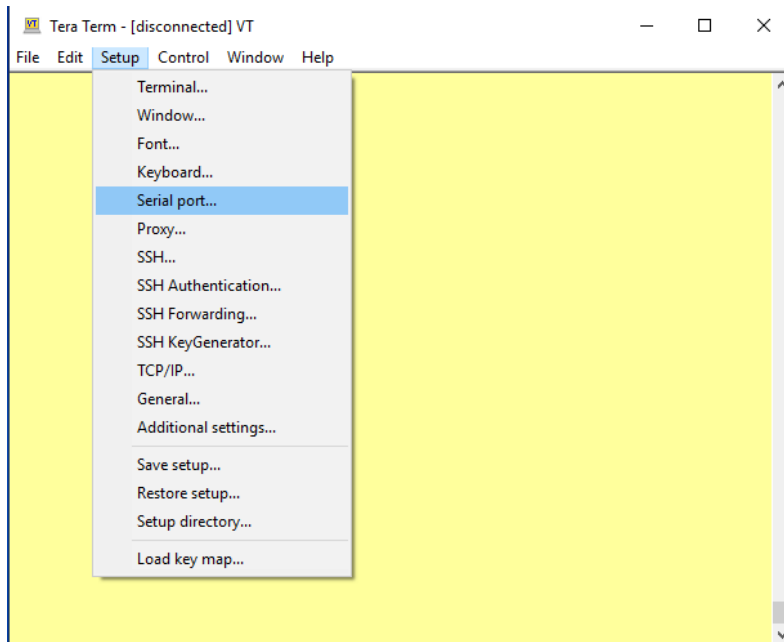 VT Tera Term - [disconnected] VT
File Edit Setup Control Window Help
Terminal...
Window...
Font...
Keyboard...
Serial port...
Proxy...
SSH...
SSH Authentication...
SSH Forwarding...
SSH KeyGenerator...
TCP/IP...
General...
Additional settings...
Save setup...
Restore setup...
Setup directory...
Load key map...